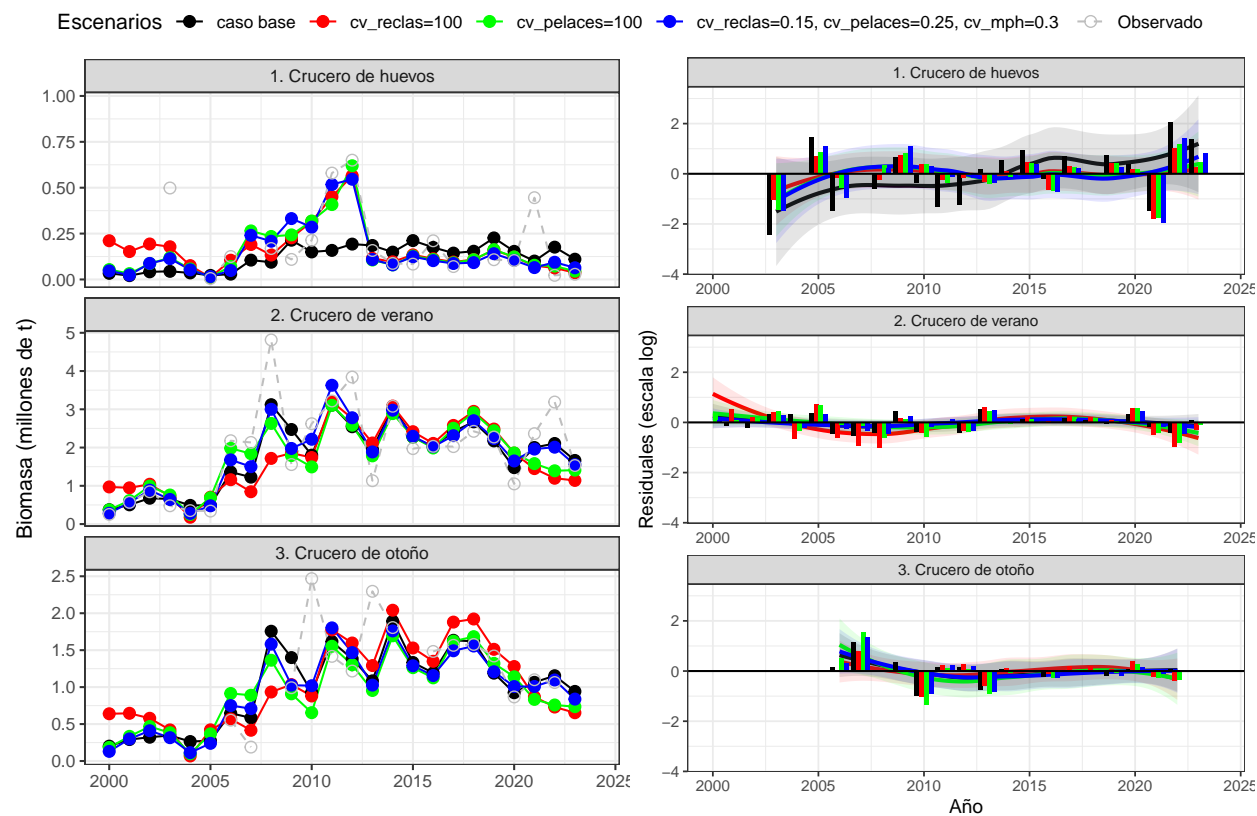 Escenarios caso base cv_reclas=100 cv_pelaces=100 cv_reclas=0.15, cv_pelaces=0.25, cv_mph=0.3 Observado
1. Crucero de huevos
1.00
0.75
0.50
0.25
0.00
2. Crucero de verano
5
4
3
2
1
0
3. Crucero de otoño
2.5
2.0
1.5
1.0
0.5
0.0
2000 2005 2010 2015 2020 2025
Biomasa (millones de t)
1. Crucero de huevos
2
0
−2
−4
2000 2005 2010 2015 2020 2025
2. Crucero de verano
2
0
−2
−4
2000 2005 2010 2015 2020 2025
3. Crucero de otoño
2
0
−2
−4
2000 2005 2010 2015 2020 2025
Año
Residuales (escala log)